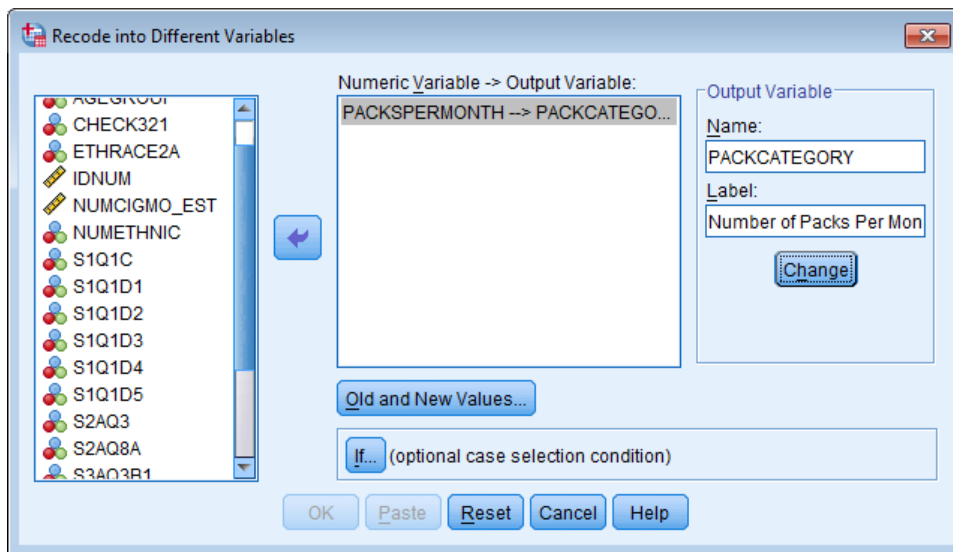 Recode into Different Variables
Numeric Variable -> Output Variable:
AGEGROUP
CHECK321
ETHRACE2A
IDNUM
NUMCIGMO_EST
NUMETHNIC
S1Q1C
S1Q1D1
S1Q1D2
S1Q1D3
S1Q1D4
S1Q1D5
S2AQ3
S2AQ8A
S3AQ3B1
PACKSPERMONTH --> PACKCATEGO...
Output Variable
Name:
PACKCATEGORY
Label:
Number of Packs Per Mon
Change
Old and New Values...
If... (optional case selection condition)
OK Paste Reset Cancel Help